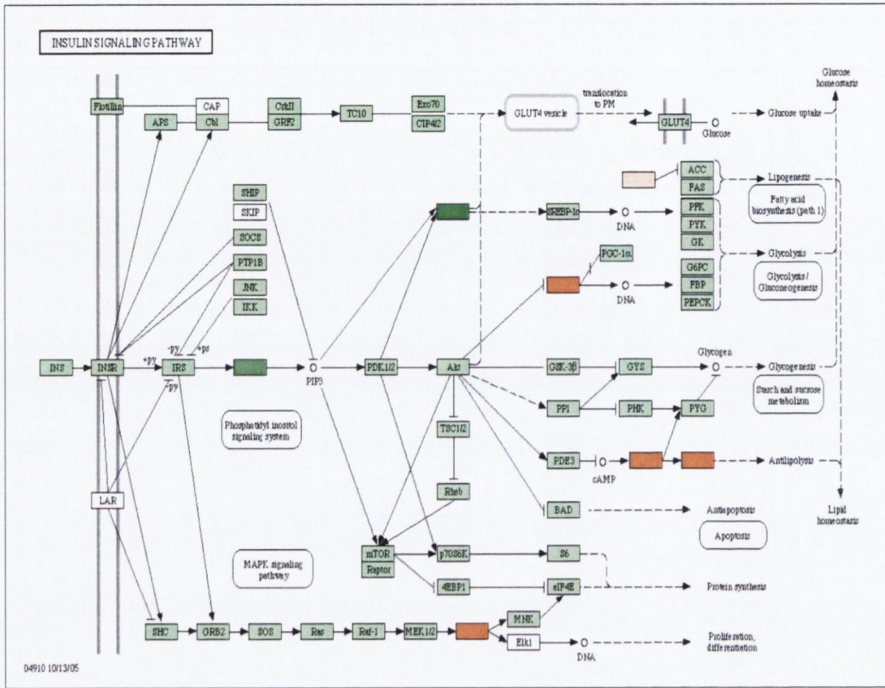 INSULIN SIGNALING PATHWAY
Glucose
homeostasis
Flotillin
CAP
CrkII
Exo70
translocation
to PM
APS
Cbl
GRF2
TC10
CIP4/2
GLUT4 vesicle
GLUT4
Glucose
Glucose uptake
SHIP
SKIP
SOCS
PTP1B
JNK
IKK
ACC
FAS
Lipogenesis
Fatty acid
biosynthesis (path 1)
SREBP-1c
DNA
PFK
PYK
GK
PGC-1α
Glycolysis
G6PC
FBP
PEPCK
Glycolysis /
Gluconeogenesis
DNA
INS
INSR
+py
-py
+ps
IRS
-py
PIP3
PDK1/2
Akt
GSK-3β
GYS
Glycogen
Glycogenesis
Starch and sucrose
metabolism
PP1
PHK
PYG
Phosphatidyl inositol
signaling system
TSC1/2
PDE3
cAMP
Antilipolysis
LAR
Rheb
BAD
Antiapoptosis
Apoptosis
Lipid
homeostasis
MAPK signaling
pathway
mTOR
Raptor
p70S6K
S6
4EBP1
eIF4E
Protein synthesis
SHC
GRB2
SOS
Ras
Raf-1
MEK1/2
MNK
Elk1
DNA
Proliferation,
differentiation
04910 10/13/05